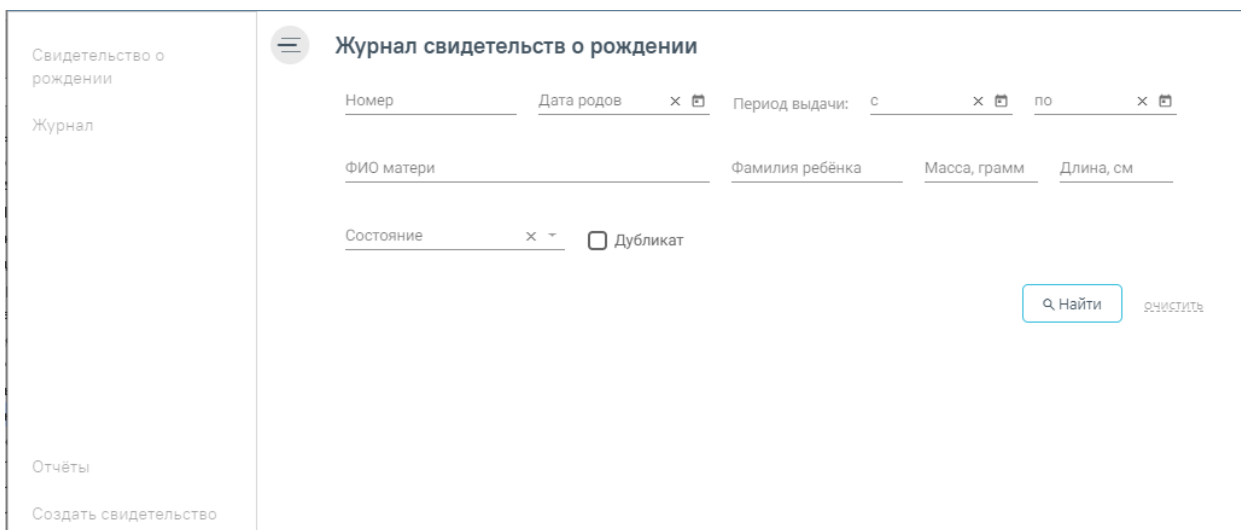 Свидетельство о
рождении
Журнал
Отчёты
Создать свидетельство
Журнал свидетельств о рождении
Номер Дата родов Период выдачи: с по
ФИО матери Фамилия ребёнка Масса, грамм Длина, см
Состояние Дубликат
Найти очистить